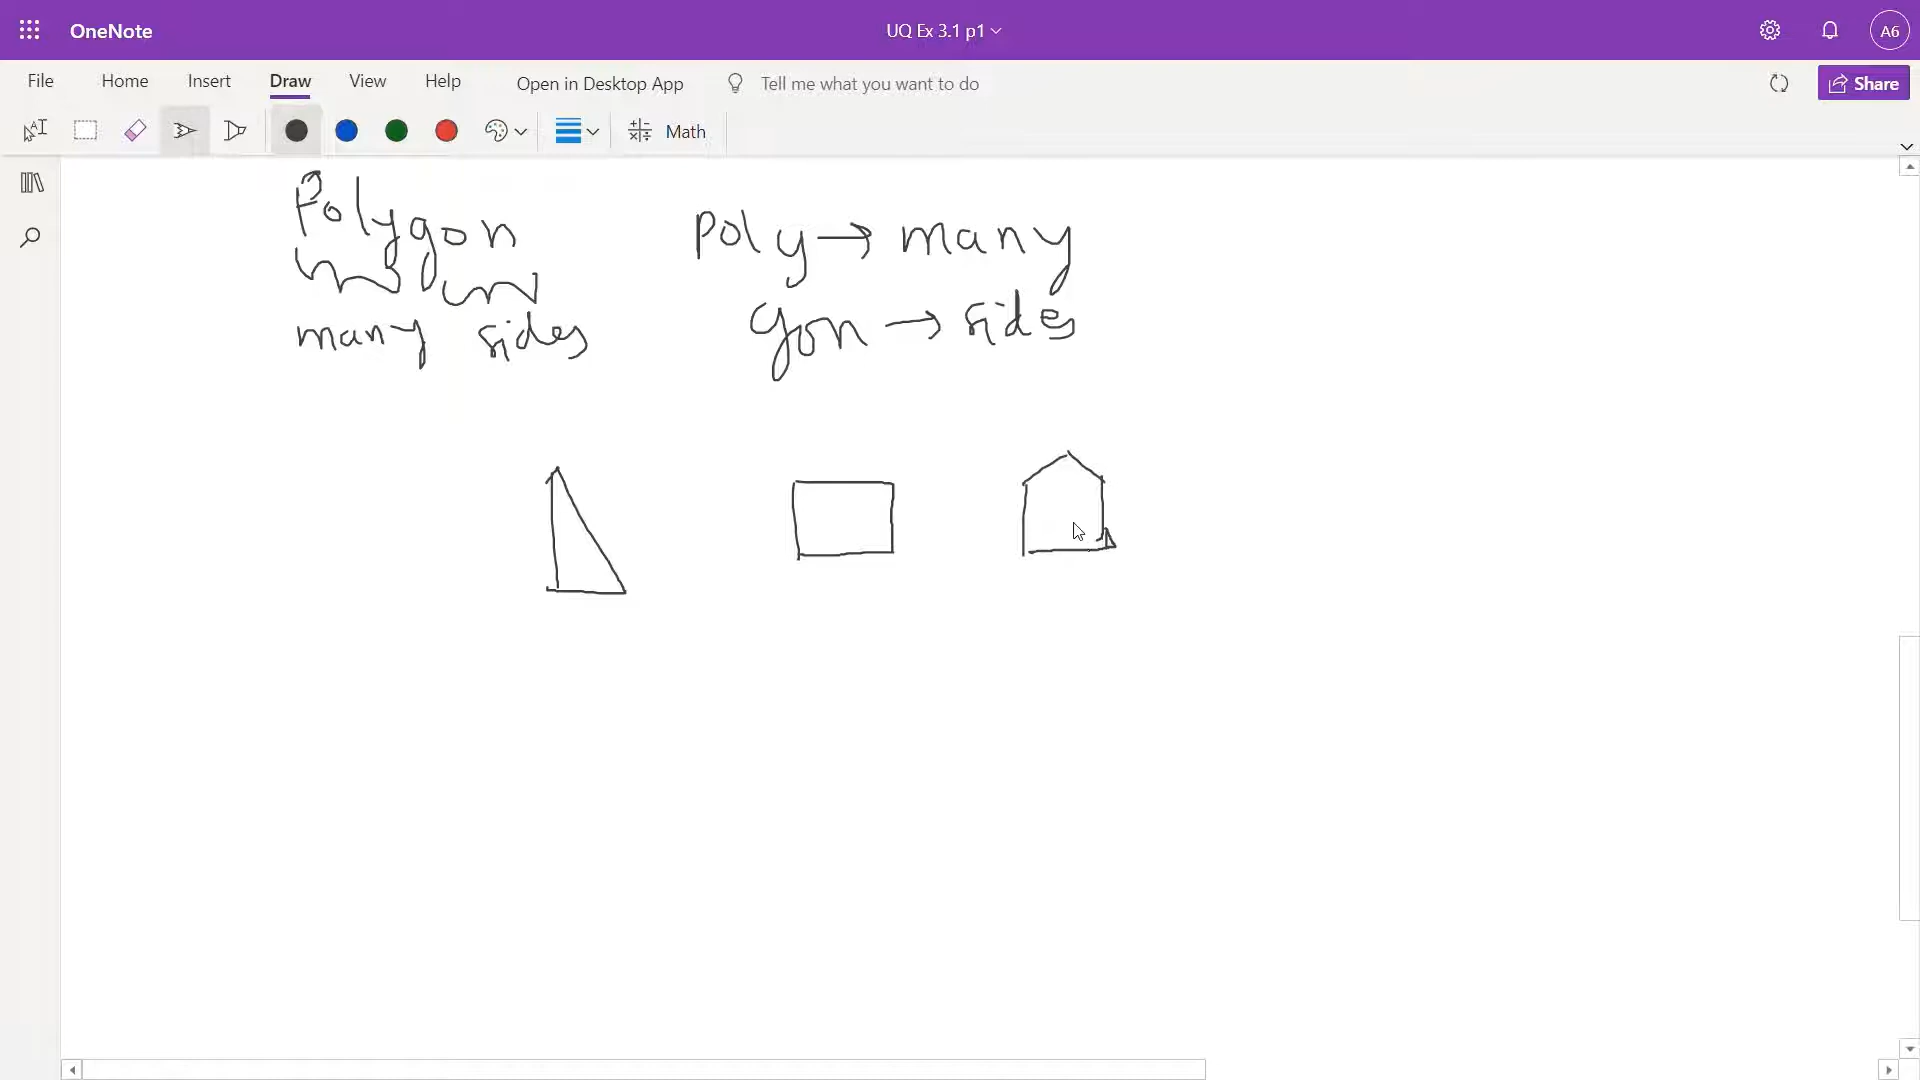 OneNote
UQ Ex 3.1 p1
A6
File Home Insert Draw View Help Open in Desktop App Tell me what you want to do Share
Math
Polygon
many sides
Poly → many
gon → sides